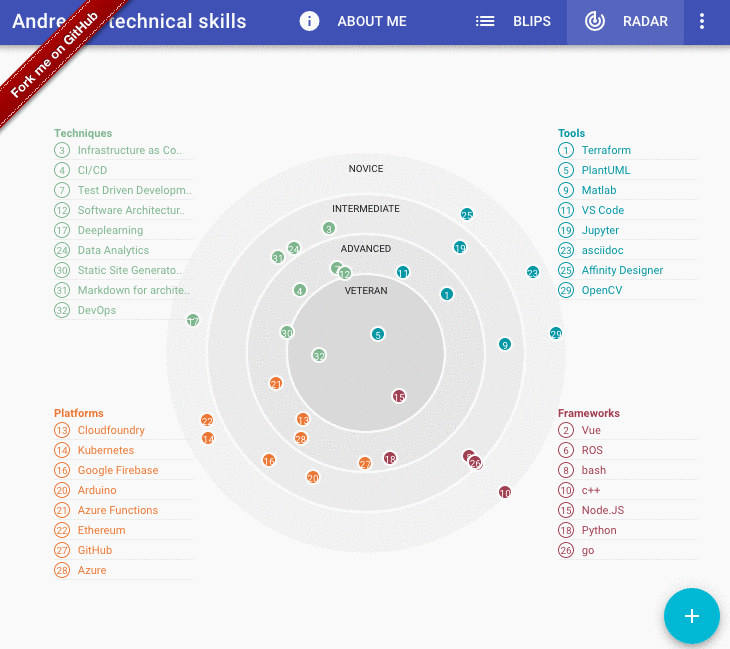 Andre technical skills
ABOUT ME
BLIPS
RADAR
Fork me on GitHub
Techniques
3 Infrastructure as Co..
4 CI/CD
7 Test Driven Developm..
12 Software Architectur..
17 Deeplearning
24 Data Analytics
30 Static Site Generato..
31 Markdown for archite..
32 DevOps
Tools
1 Terraform
5 PlantUML
9 Matlab
11 VS Code
19 Jupyter
23 asciidoc
25 Affinity Designer
29 OpenCV
NOVICE
INTERMEDIATE
ADVANCED
VETERAN
25
3
24
19
31
7
12
11
23
4
1
17
30
5
29
9
32
21
15
22
13
14
28
16
27
18
26
20
10
Platforms
13 Cloudfoundry
14 Kubernetes
16 Google Firebase
20 Arduino
21 Azure Functions
22 Ethereum
27 GitHub
28 Azure
Frameworks
2 Vue
6 ROS
8 bash
10 c++
15 Node.JS
18 Python
26 go